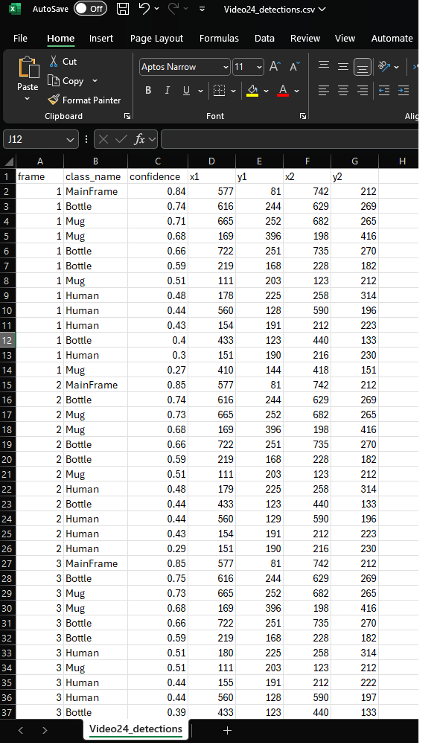 AutoSave Off Video24_detections.csv
File Home Insert Page Layout Formulas Data Review View Automate
Paste Cut Aptos Narrow 11 A A
Copy B I U A
Format Painter
Clipboard Font
J12 fx
A B C D E F G H
1 frame class_name confidence x1 y1 x2 y2
2 1 MainFrame 0.84 577 81 742 212
3 1 Bottle 0.74 616 244 629 269
4 1 Mug 0.71 665 252 682 265
5 1 Mug 0.68 169 396 198 416
6 1 Bottle 0.66 722 251 735 270
7 1 Bottle 0.59 219 168 228 182
8 1 Mug 0.51 111 203 123 212
9 1 Human 0.48 178 225 258 314
10 1 Human 0.44 560 128 590 196
11 1 Human 0.43 154 191 212 223
12 1 Bottle 0.4 433 123 440 133
13 1 Human 0.3 151 190 216 230
14 1 Mug 0.27 410 144 418 151
15 2 MainFrame 0.85 577 81 742 212
16 2 Bottle 0.74 616 244 629 269
17 2 Mug 0.73 665 252 682 265
18 2 Mug 0.68 169 396 198 416
19 2 Bottle 0.66 722 251 735 270
20 2 Bottle 0.59 219 168 228 182
21 2 Mug 0.51 111 203 123 212
22 2 Human 0.48 179 225 258 314
23 2 Bottle 0.44 433 123 440 133
24 2 Human 0.44 560 129 590 196
25 2 Human 0.43 154 191 212 223
26 2 Human 0.29 151 190 216 230
27 3 MainFrame 0.85 577 81 742 212
28 3 Bottle 0.75 616 244 629 269
29 3 Mug 0.73 665 252 682 265
30 3 Mug 0.68 169 396 198 416
31 3 Bottle 0.66 722 251 735 270
32 3 Bottle 0.59 219 168 228 182
33 3 Human 0.51 180 225 258 314
34 3 Mug 0.51 111 203 123 212
35 3 Human 0.44 155 191 212 222
36 3 Human 0.44 560 128 590 197
37 3 Bottle 0.39 433 123 440 133
Video24_detections